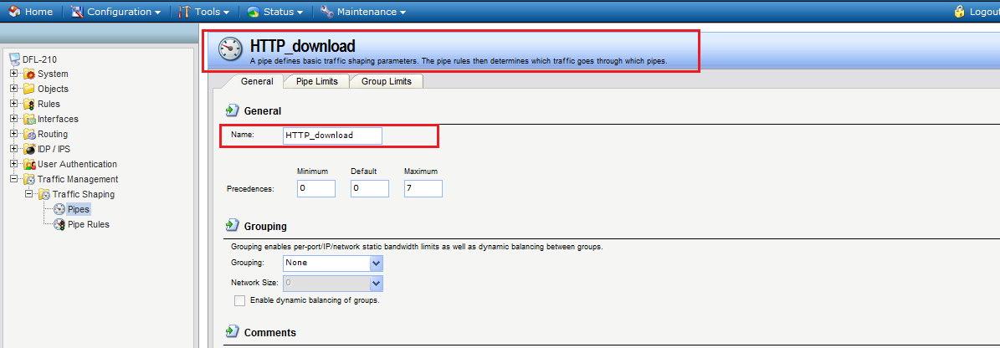 Home Configuration Tools Status Maintenance Logout
DFL-210
System
Objects
Rules
Interfaces
Routing
IDP / IPS
User Authentication
Traffic Management
Traffic Shaping
Pipes
Pipe Rules
HTTP_download
A pipe defines basic traffic shaping parameters. The pipe rules then determines which traffic goes through which pipes.
General Pipe Limits Group Limits
General
Name: HTTP_download
Minimum Default Maximum
Precedences: 0 0 7
Grouping
Grouping enables per-port/IP/network static bandwidth limits as well as dynamic balancing between groups.
Grouping: None
Network Size: 0
Enable dynamic balancing of groups.
Comments